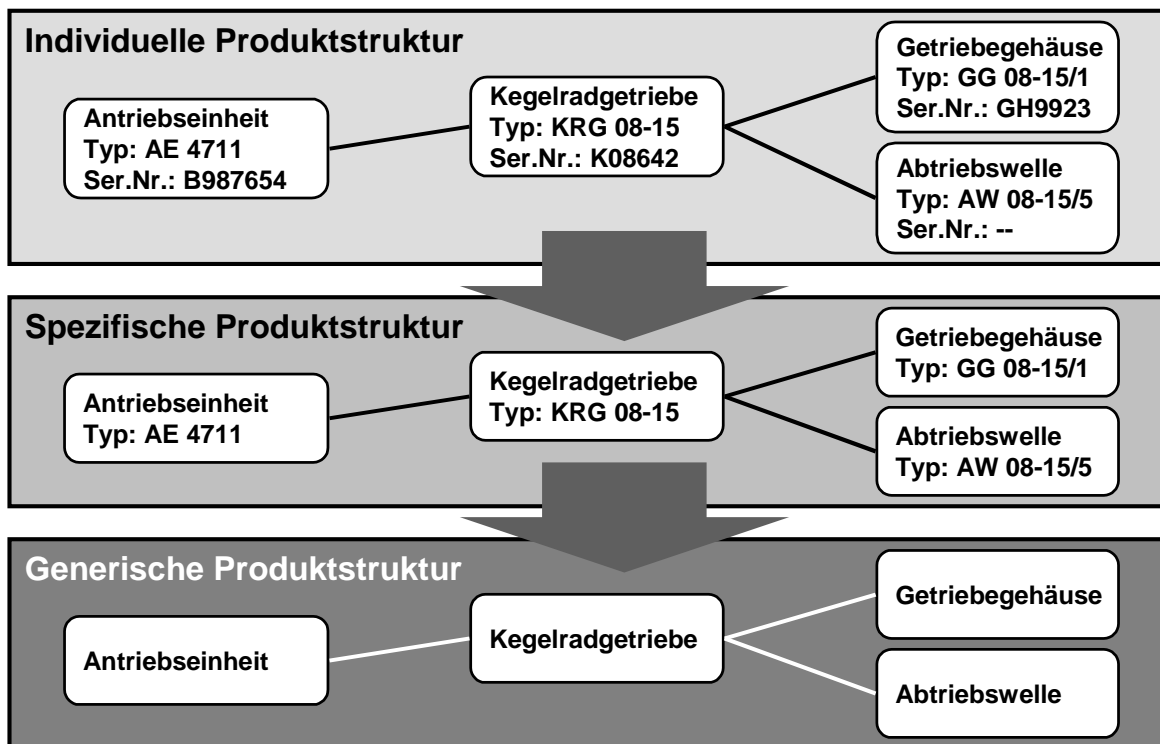 Individuelle Produktstruktur
Antriebseinheit
Typ: AE 4711
Ser.Nr.: B987654
Kegelradgetriebe
Typ: KRG 08-15
Ser.Nr.: K08642
Getriebegehäuse
Typ: GG 08-15/1
Ser.Nr.: GH9923
Abtriebswelle
Typ: AW 08-15/5
Ser.Nr.: --
Spezifische Produktstruktur
Antriebseinheit
Typ: AE 4711
Kegelradgetriebe
Typ: KRG 08-15
Getriebegehäuse
Typ: GG 08-15/1
Abtriebswelle
Typ: AW 08-15/5
Generische Produktstruktur
Antriebseinheit
Kegelradgetriebe
Getriebegehäuse
Abtriebswelle